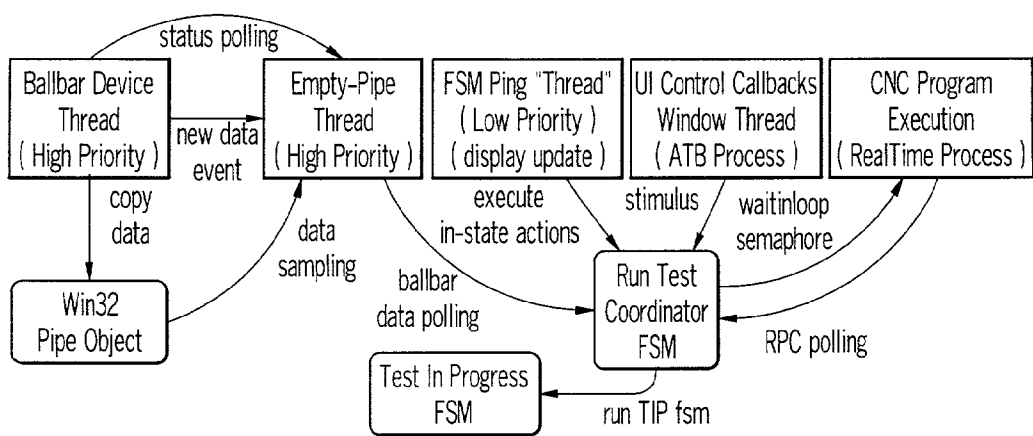 status polling
Ballbar Device
Thread
( High Priority )
new data
event
Empty-Pipe
Thread
( High Priority )
FSM Ping "Thread"
( Low Priority )
( display update )
UI Control Callbacks
Window Thread
( ATB Process )
CNC Program
Execution
( RealTime Process )
copy
data
data
sampling
execute
in-state actions
stimulus
waitinloop
semaphore
Win32
Pipe Object
ballbar
data polling
Run Test
Coordinator
FSM
RPC polling
Test In Progress
FSM
run TIP fsm